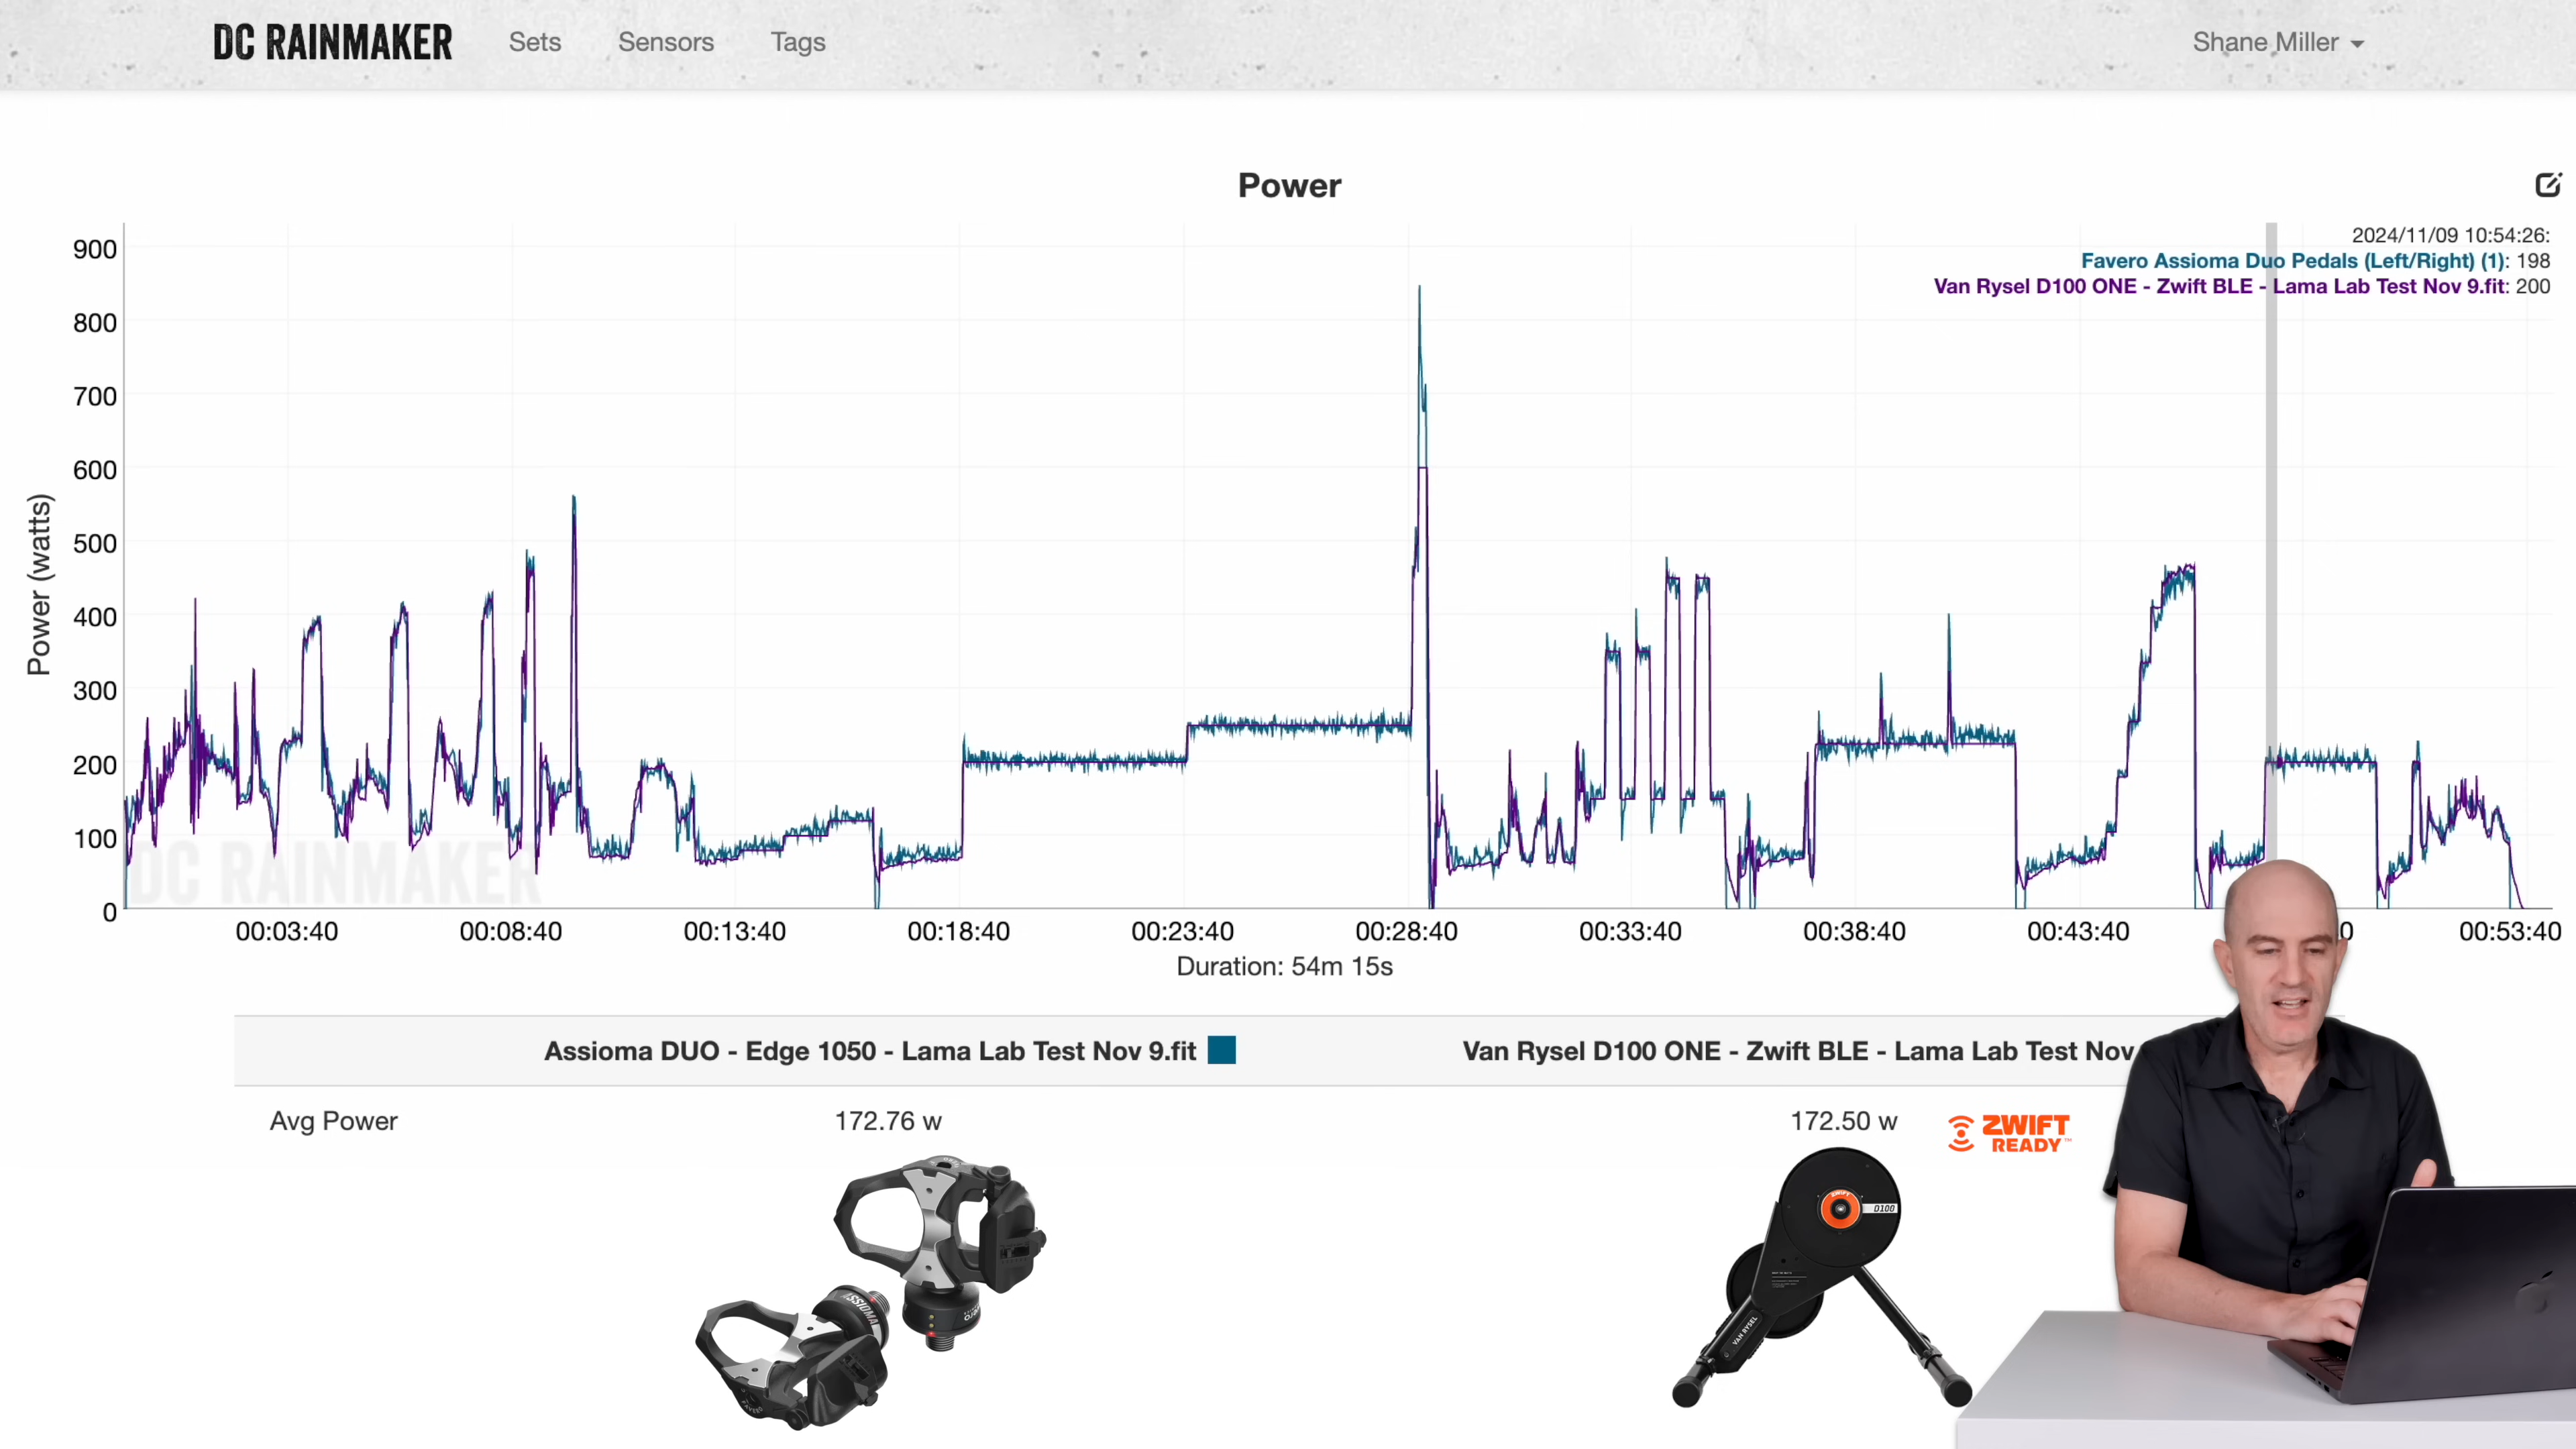 DC RAINMAKER Sets Sensors Tags Shane Miller
Power
2024/11/09 10:54:26:
Favero Assioma Duo Pedals (Left/Right) (1): 198
Van Rysel D100 ONE - Zwift BLE - Lama Lab Test Nov 9.fit: 200
Power (watts)
900
800
700
600
500
400
300
200
100
0
DC RAINMAKER
00:03:40 00:08:40 00:13:40 00:18:40 00:23:40 00:28:40 00:33:40 00:38:40 00:43:40 00:53:40
Duration: 54m 15s
Assioma DUO - Edge 1050 - Lama Lab Test Nov 9.fit
Van Rysel D100 ONE - Zwift BLE - Lama Lab Test Nov
Avg Power 172.76 w 172.50 w
ZWIFT
READY™
ZWIFT
D100
VAN RYSEL
ASSIOMA